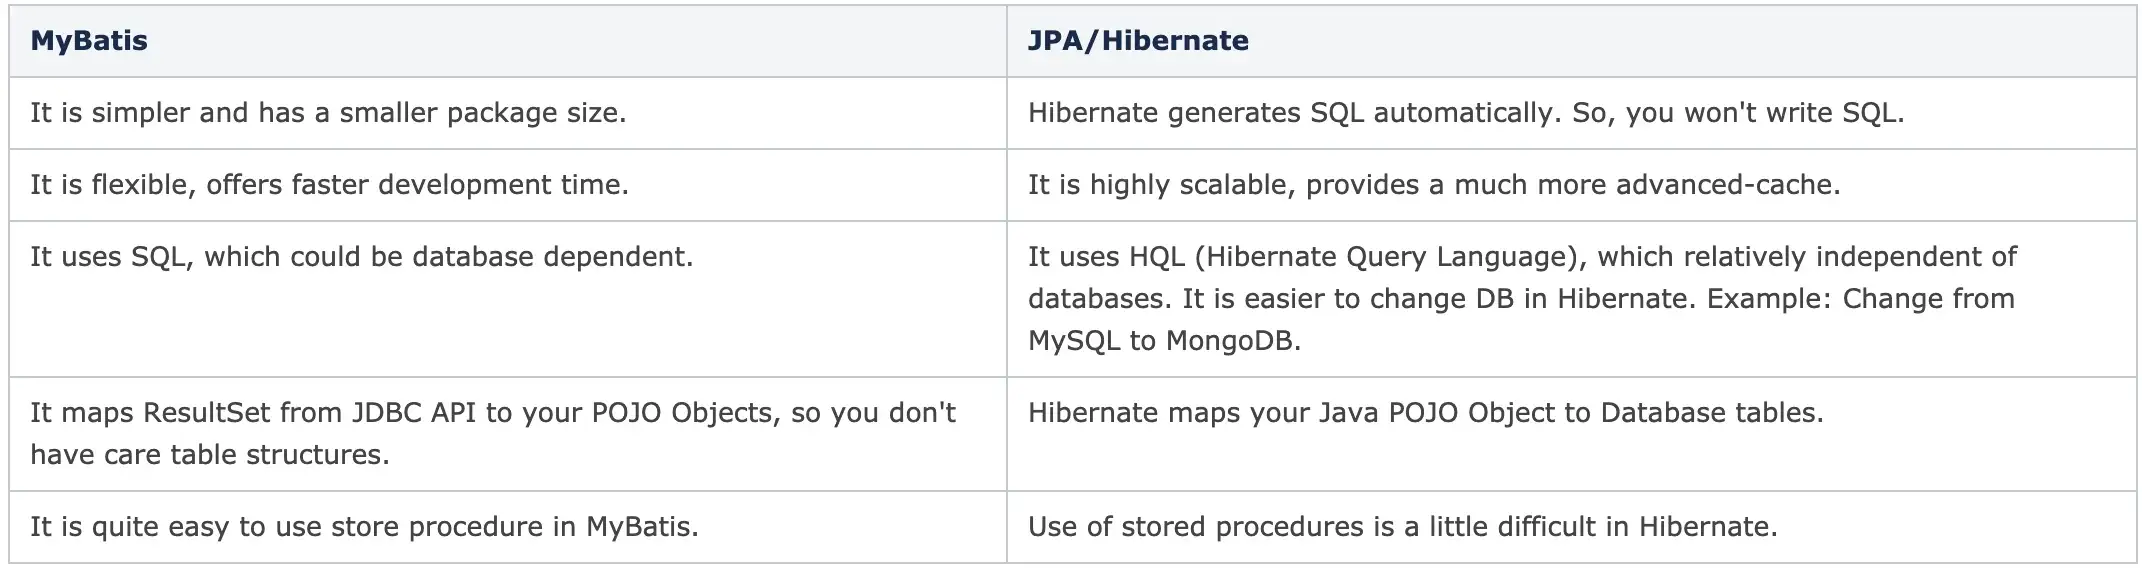 MyBatis
JPA/Hibernate
It is simpler and has a smaller package size.
Hibernate generates SQL automatically. So, you won't write SQL.
It is flexible, offers faster development time.
It is highly scalable, provides a much more advanced-cache.
It uses SQL, which could be database dependent.
It uses HQL (Hibernate Query Language), which relatively independent of
databases. It is easier to change DB in Hibernate. Example: Change from
MySQL to MongoDB.
It maps ResultSet from JDBC API to your POJO Objects, so you don't
have care table structures.
Hibernate maps your Java POJO Object to Database tables.
It is quite easy to use store procedure in MyBatis.
Use of stored procedures is a little difficult in Hibernate.